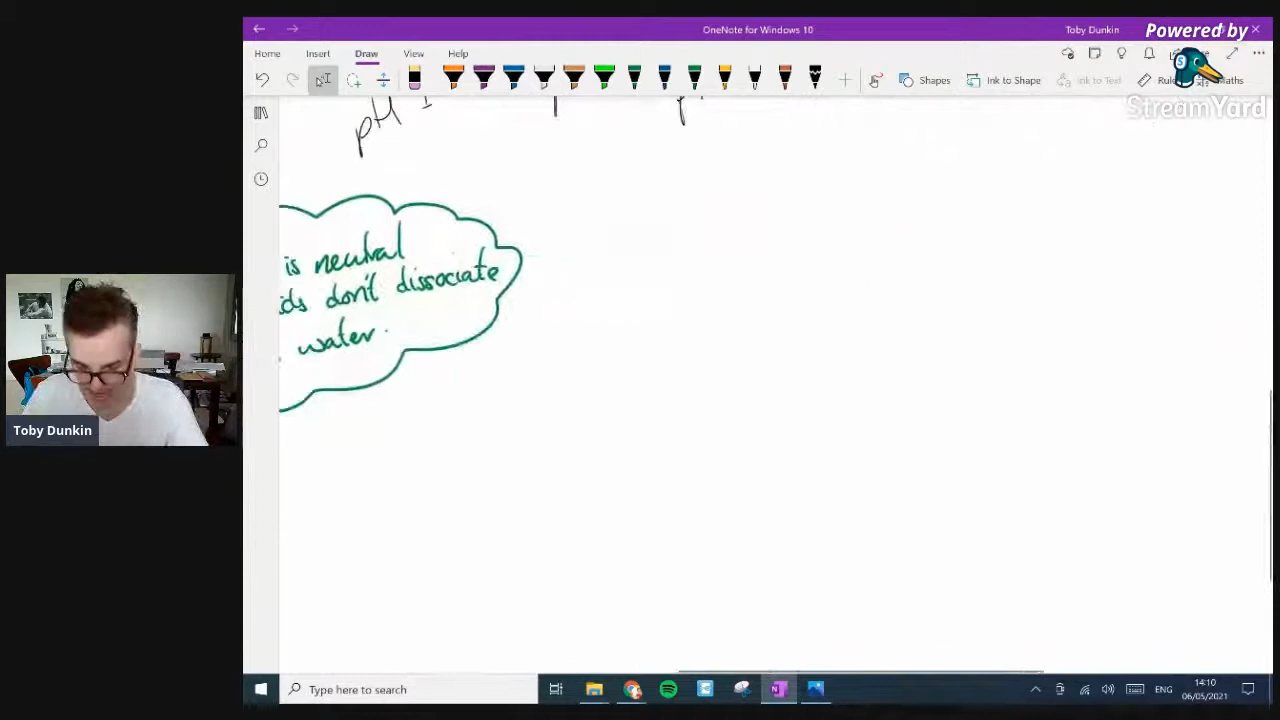 OneNote for Windows 10
Toby Dunkin
Powered by
StreamYard
Home Insert Draw View Help
Shapes Ink to Shape Ink to Text Maths
pH 1
is neutral
don't dissociate
water.
Toby Dunkin
Type here to search
ENG
14:10
06/05/2021